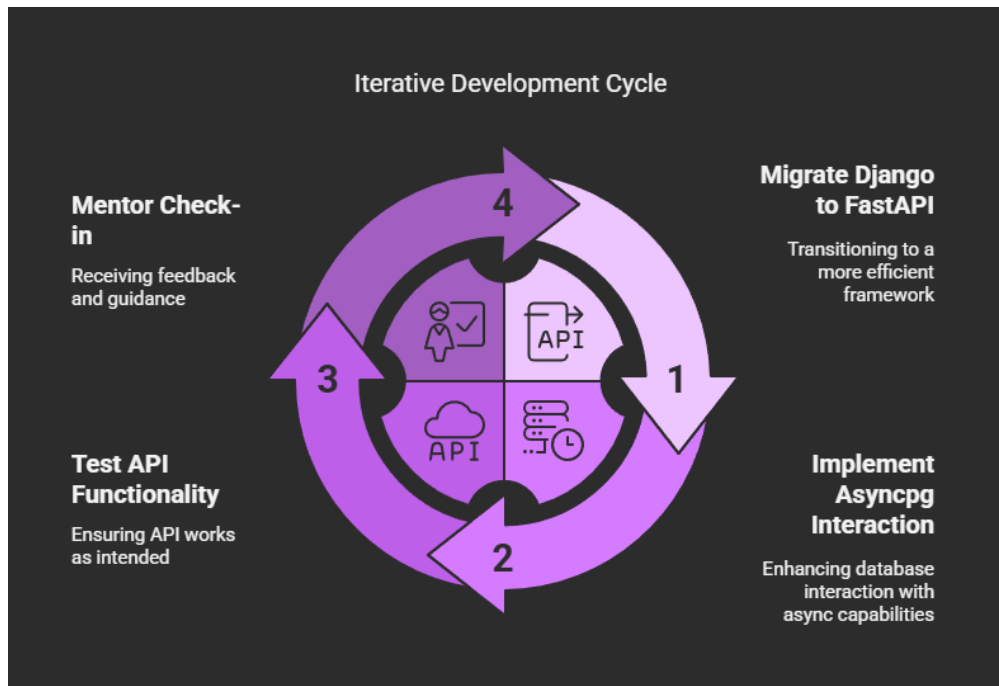 Iterative Development Cycle
Migrate Django
to FastAPI
Transitioning to a
more efficient
framework
Implement
Asyncpg
Interaction
Enhancing database
interaction with
async capabilities
Test API
Functionality
Ensuring API works
as intended
Mentor Check-
in
Receiving feedback
and guidance
1
2
3
4
API
API